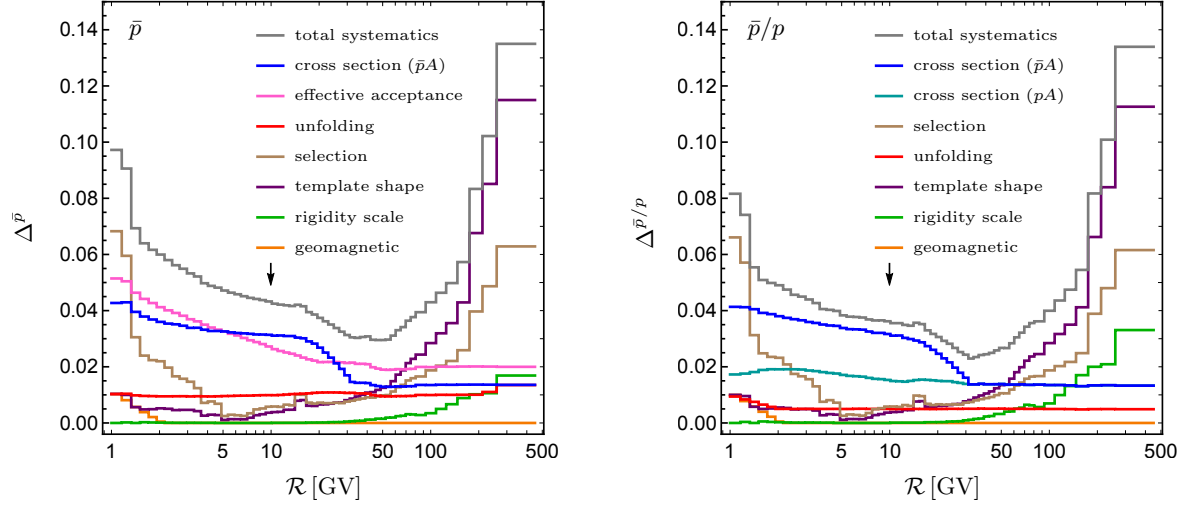 p̄
total systematics
cross section (p̄A)
effective acceptance
unfolding
selection
template shape
rigidity scale
geomagnetic
0.14
0.12
0.10
0.08
0.06
0.04
0.02
0.00
Δ^p̄
1 5 10 50 100 500
ℛ [GeV]
p̄/p
total systematics
cross section (p̄A)
cross section (pA)
selection
unfolding
template shape
rigidity scale
geomagnetic
0.14
0.12
0.10
0.08
0.06
0.04
0.02
0.00
Δ^p̄/p
1 5 10 50 100 500
ℛ [GV]